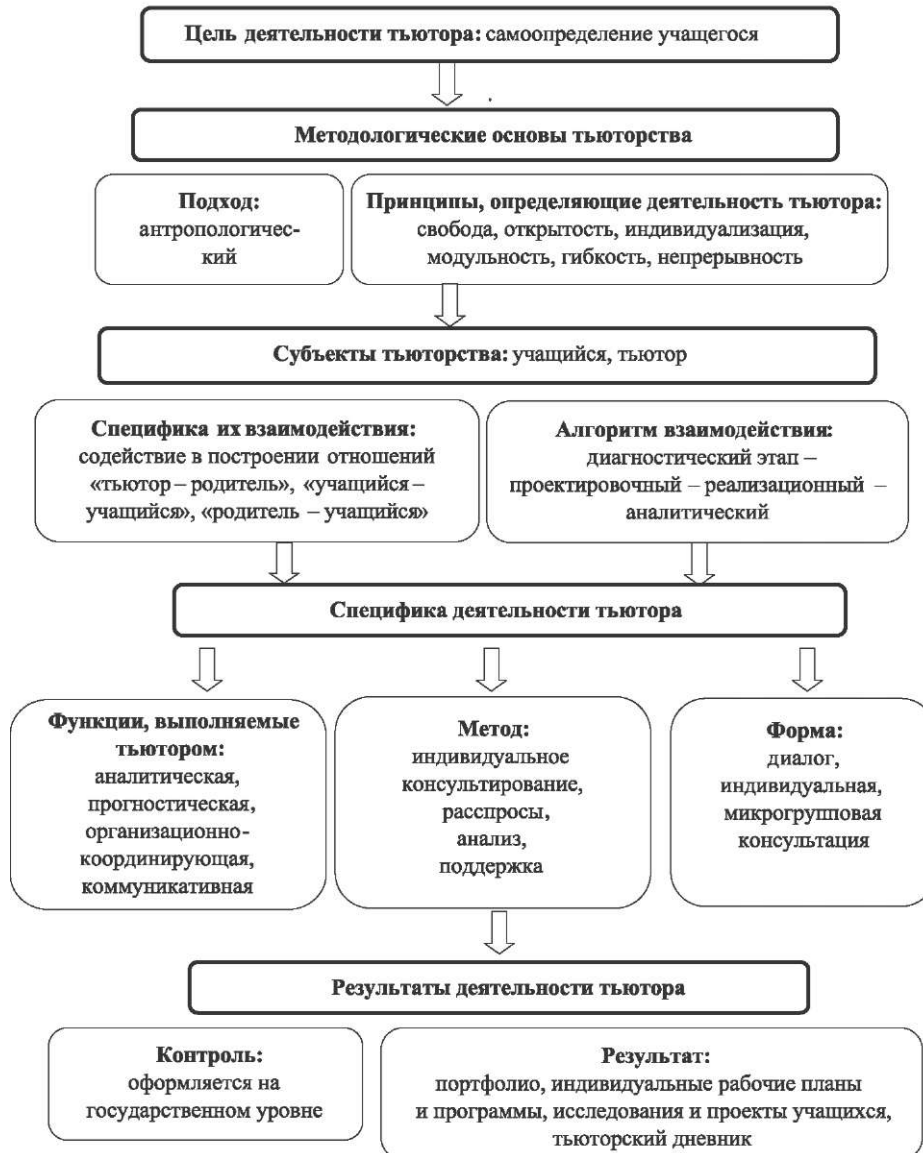 Цель деятельности тьютора: самоопределение учащегося
Методологические основы тьюторства
Подход:
антропологичес-
кий
Принципы, определяющие деятельность тьютора:
свобода, открытость, индивидуализация,
модульность, гибкость, непрерывность
Субъекты тьюторства: учащийся, тьютор
Специфика их взаимодействия:
содействие в построении отношений
«тьютор – родитель», «учащийся –
учащийся», «родитель – учащийся»
Алгоритм взаимодействия:
диагностический этап –
проектировочный – реализационный –
аналитический
Специфика деятельности тьютора
Функции, выполняемые
тьютором:
аналитическая,
прогностическая,
организационно-
координирующая,
коммуникативная
Метод:
индивидуальное
консультирование,
расспросы,
анализ,
поддержка
Форма:
диалог,
индивидуальная,
микрогрупповая
консультация
Результаты деятельности тьютора
Контроль:
оформляется на
государственном уровне
Результат:
портфолио, индивидуальные рабочие планы
и программы, исследования и проекты учащихся,
тьюторский дневник